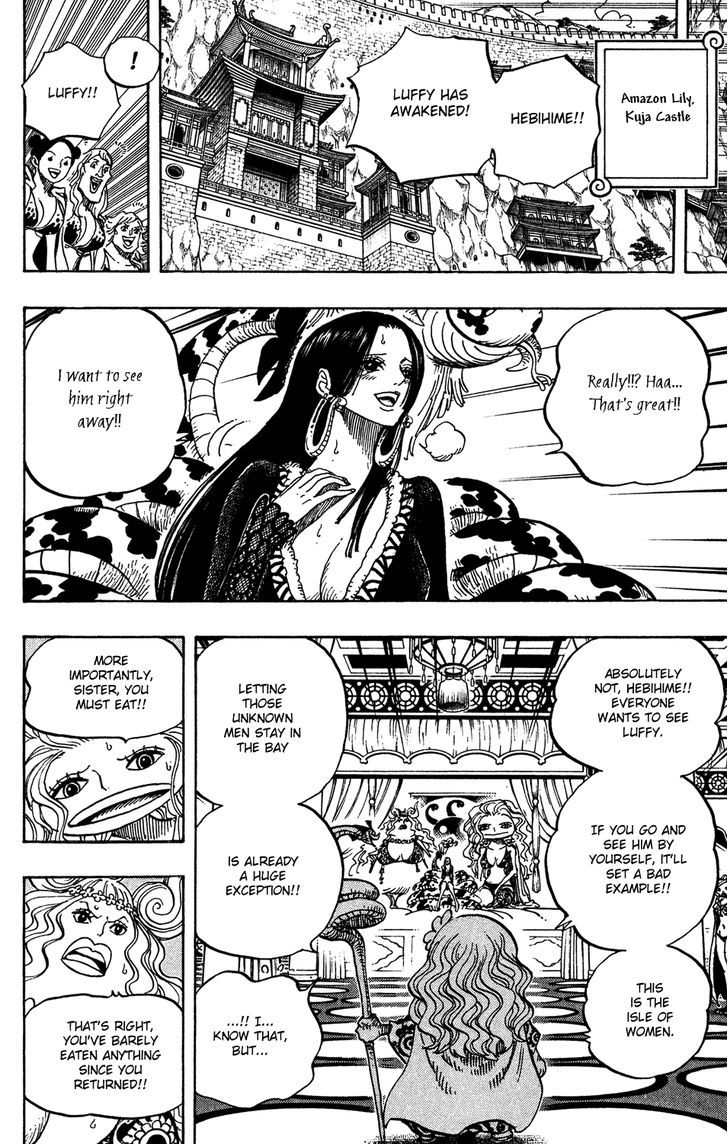 Amazon Lily,
Kuja Castle
HEBIHIME!!
LUFFY HAS
AWAKENED!
!
LUFFY!!
Really!!? Haa...
That's great!!
I want to see
him right
away!!
ABSOLUTELY
NOT, HEBIHIME!!
EVERYONE
WANTS TO SEE
LUFFY.
IF YOU GO AND
SEE HIM BY
YOURSELF, IT'LL
SET A BAD
EXAMPLE!!
THIS
IS THE
ISLE OF
WOMEN.
LETTING
THOSE
UNKNOWN
MEN STAY IN
THE BAY
IS ALREADY
A HUGE
EXCEPTION!!
...!! I...
KNOW THAT,
BUT...
MORE
IMPORTANTLY,
SISTER, YOU
MUST EAT!!
THAT'S RIGHT,
YOU'VE BARELY
EATEN ANYTHING
SINCE YOU
RETURNED!!